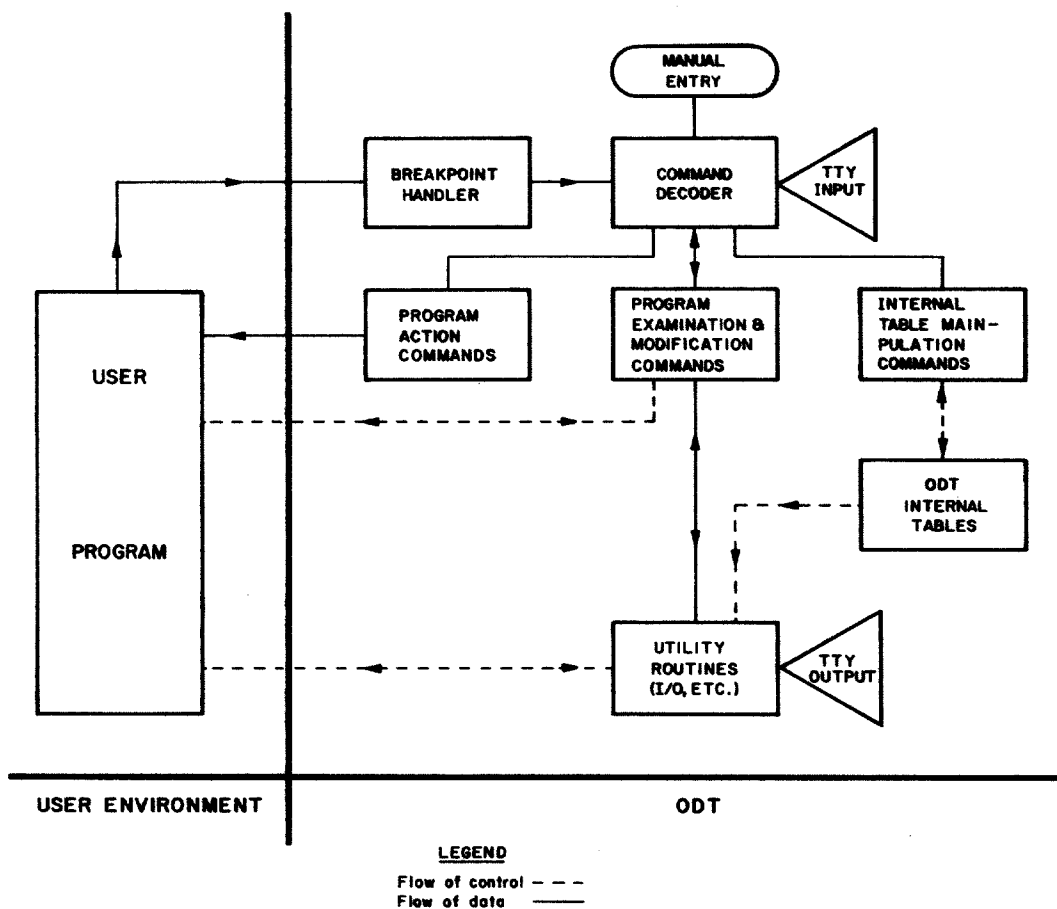 MANUAL
ENTRY
BREAKPOINT
HANDLER
COMMAND
DECODER
TTY
INPUT
PROGRAM
ACTION
COMMANDS
PROGRAM
EXAMINATION &
MODIFICATION
COMMANDS
INTERNAL
TABLE MAIN-
PULATION
COMMANDS
USER
PROGRAM
ODT
INTERNAL
TABLES
UTILITY
ROUTINES
(I/O, ETC.)
TTY
OUTPUT
USER ENVIRONMENT
ODT
LEGEND
Flow of control
Flow of data